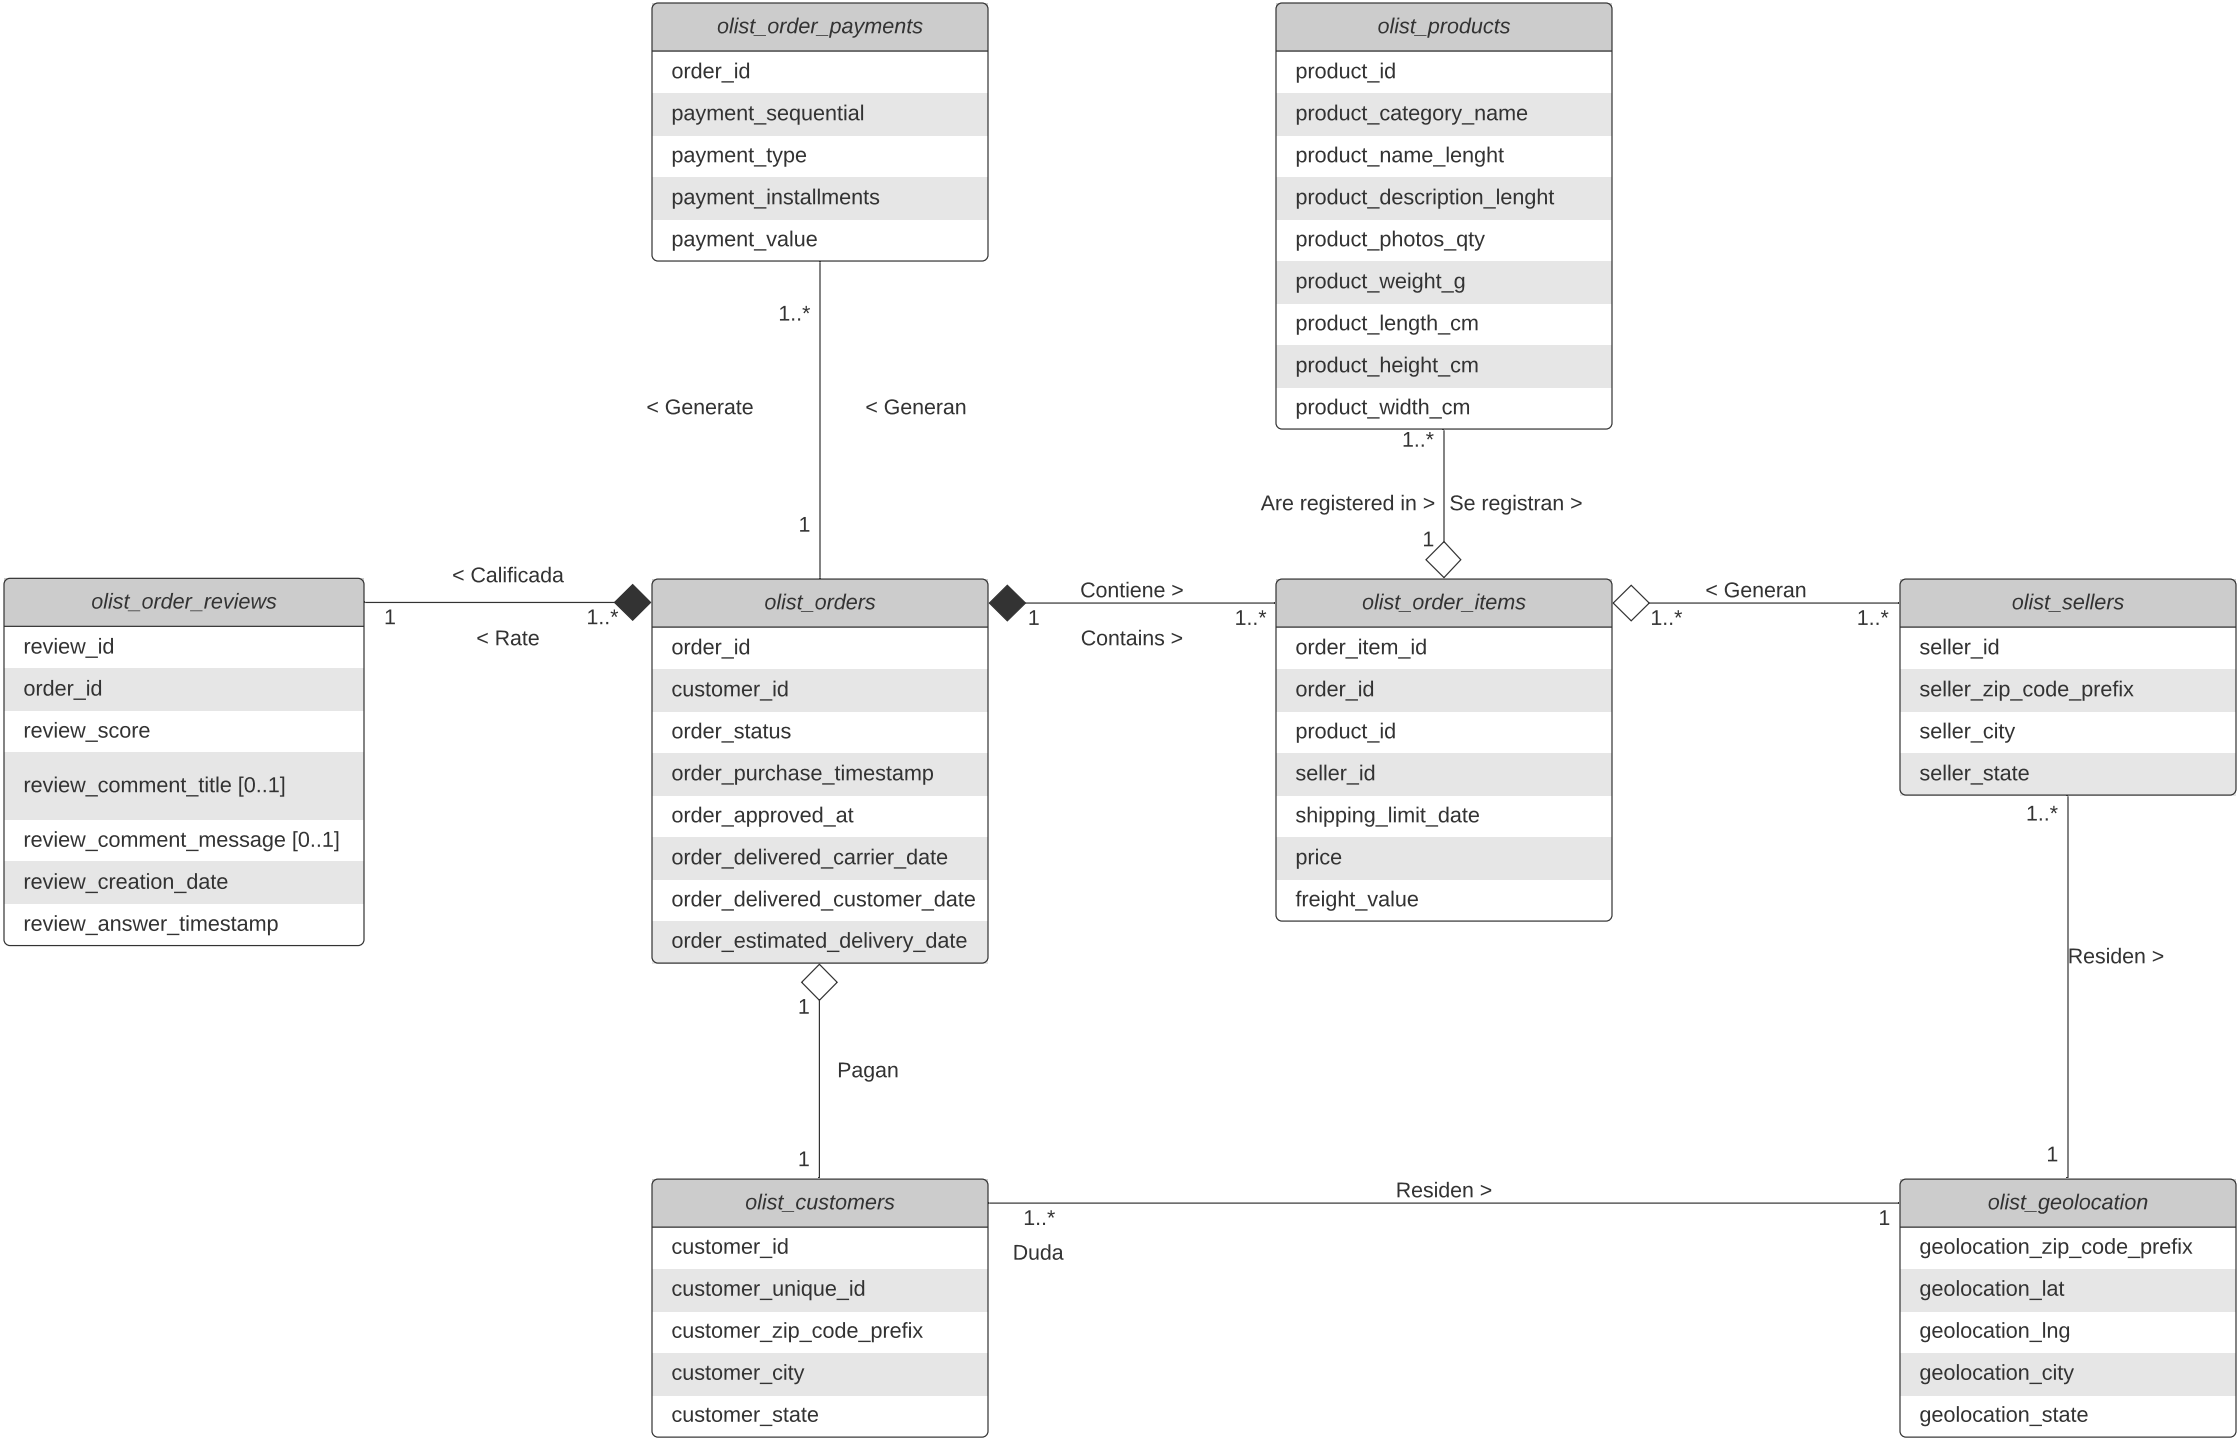 olist_order_payments
order_id
payment_sequential
payment_type
payment_installments
payment_value
olist_products
product_id
product_category_name
product_name_lenght
product_description_lenght
product_photos_qty
product_weight_g
product_length_cm
product_height_cm
product_width_cm
1..*
< Generate
< Generan
1
1..*
Are registered in >
Se registran >
1
olist_order_reviews
review_id
order_id
review_score
review_comment_title [0..1]
review_comment_message [0..1]
review_creation_date
review_answer_timestamp
< Calificada
1
1..*
< Rate
olist_orders
order_id
customer_id
order_status
order_purchase_timestamp
order_approved_at
order_delivered_carrier_date
order_delivered_customer_date
order_estimated_delivery_date
Contiene >
1
1..*
Contains >
olist_order_items
order_item_id
order_id
product_id
seller_id
shipping_limit_date
price
freight_value
< Generan
1..*
1..*
olist_sellers
seller_id
seller_zip_code_prefix
seller_city
seller_state
1..*
Residen >
1
1
Pagan
1
olist_customers
customer_id
customer_unique_id
customer_zip_code_prefix
customer_city
customer_state
Residen >
1..*
1
Duda
olist_geolocation
geolocation_zip_code_prefix
geolocation_lat
geolocation_lng
geolocation_city
geolocation_state